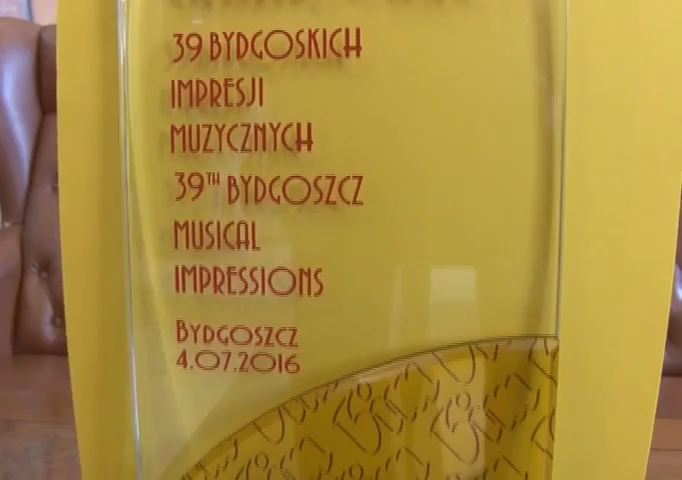 39 BYDGOSKICH
IMPRESJI
MUZYCZNYCH
39TH BYDGOSZCZ
MUSICAL
IMPRESSIONS
BYDGOSZCZ
4.07.2016